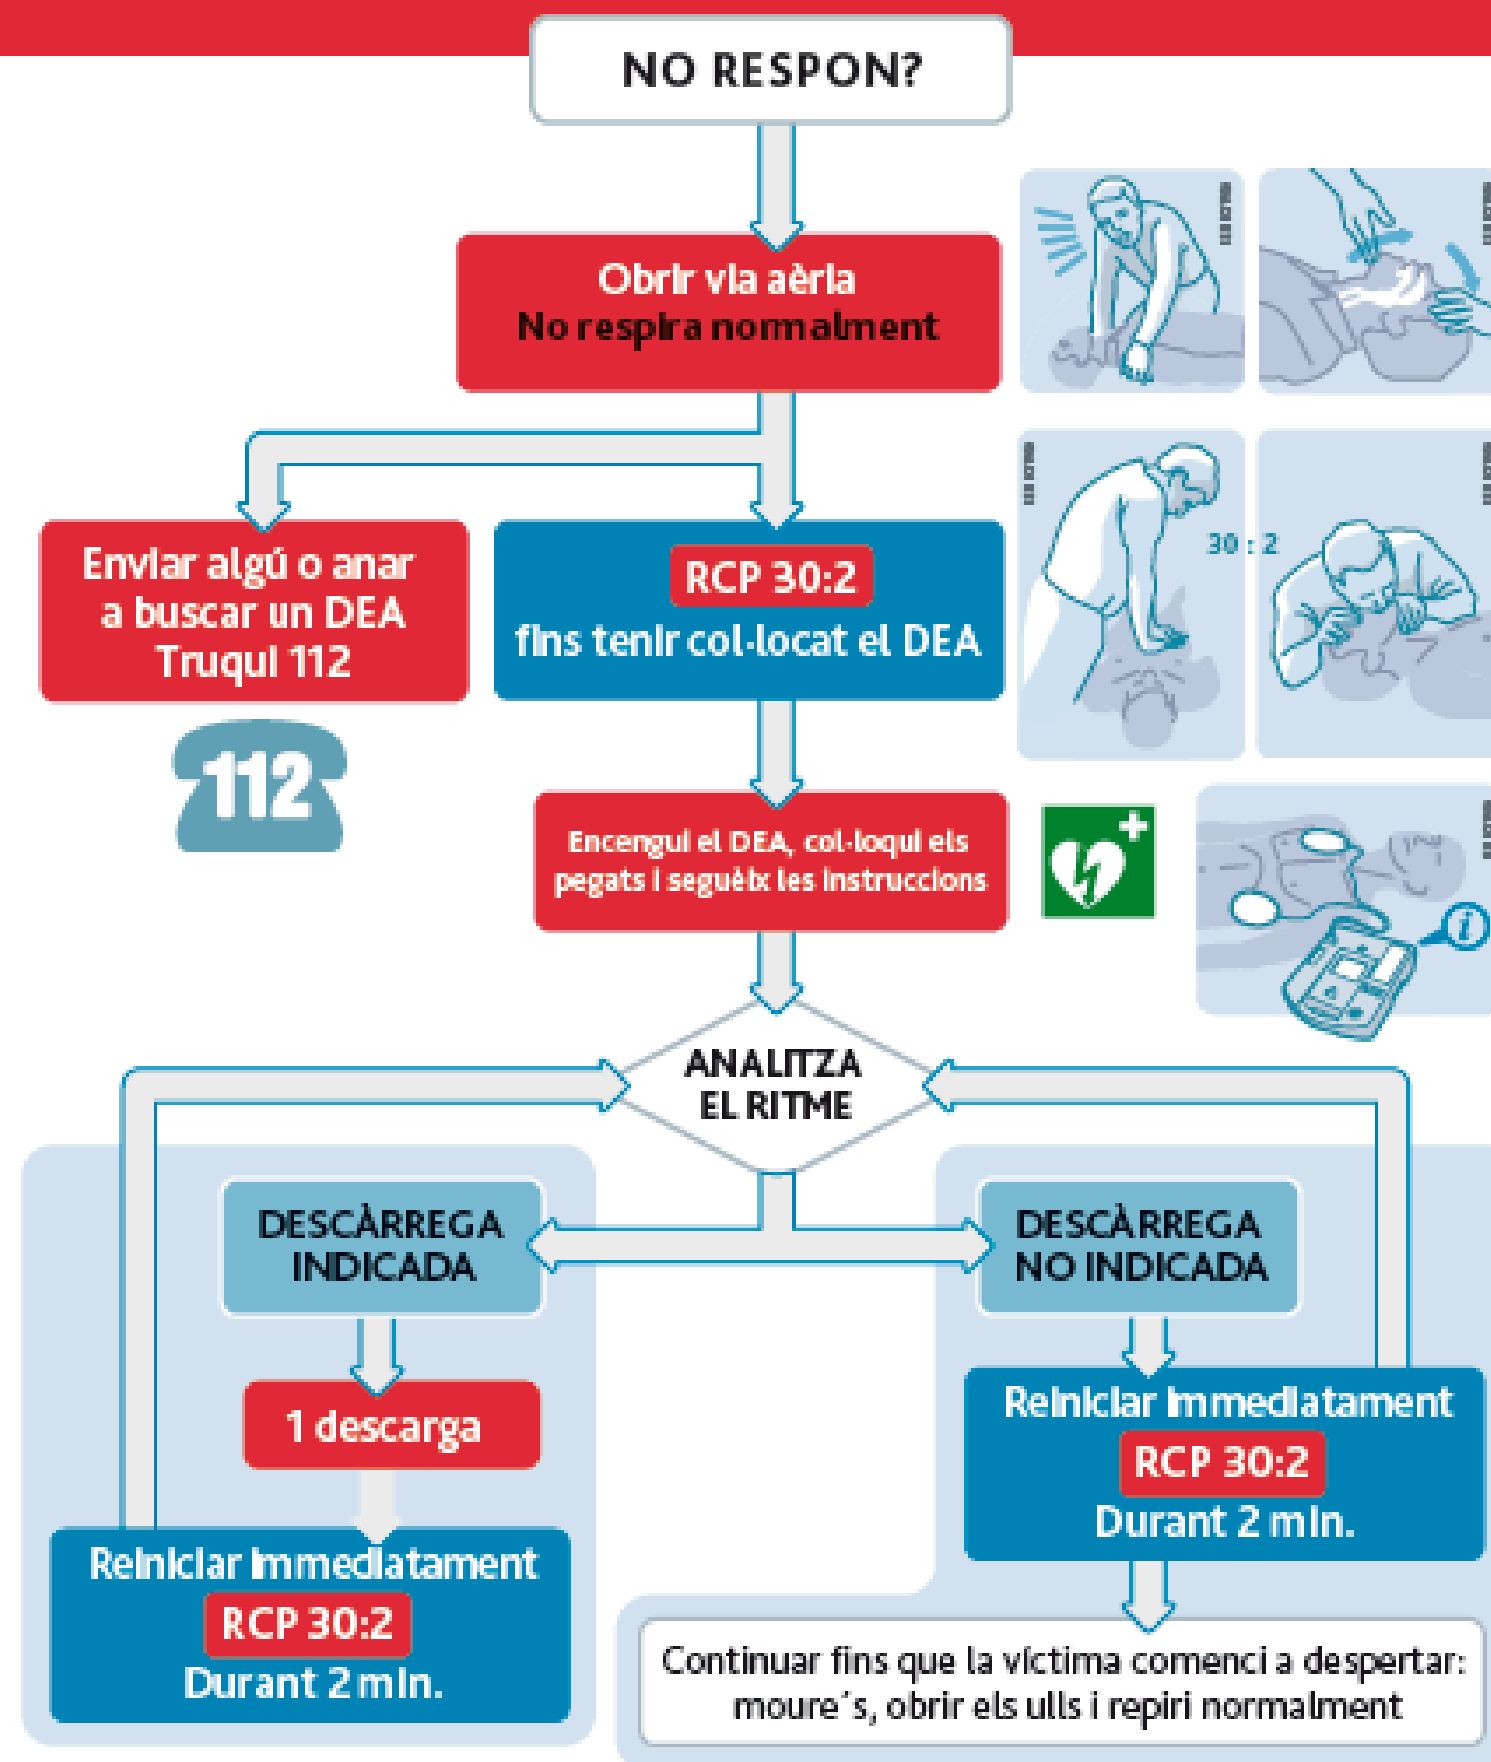 NO RESPON?
Obrir via aèria
No respira normalment
Enviar algú o anar
a buscar un DEA
Truqui 112
112
RCP 30:2
fins tenir col·locat el DEA
30 : 2
Encengui el DEA, col·loqui els
pegats i seguèix les instruccions
i
ANALITZA
EL RITME
DESCÀRREGA
INDICADA
DESCÀRREGA
NO INDICADA
1 descarga
Reiniciar immediatament
RCP 30:2
Durant 2 min.
Reiniciar immediatament
RCP 30:2
Durant 2 min.
Continuar fins que la víctima comenci a despertar:
moure´s, obrir els ulls i repiri normalment